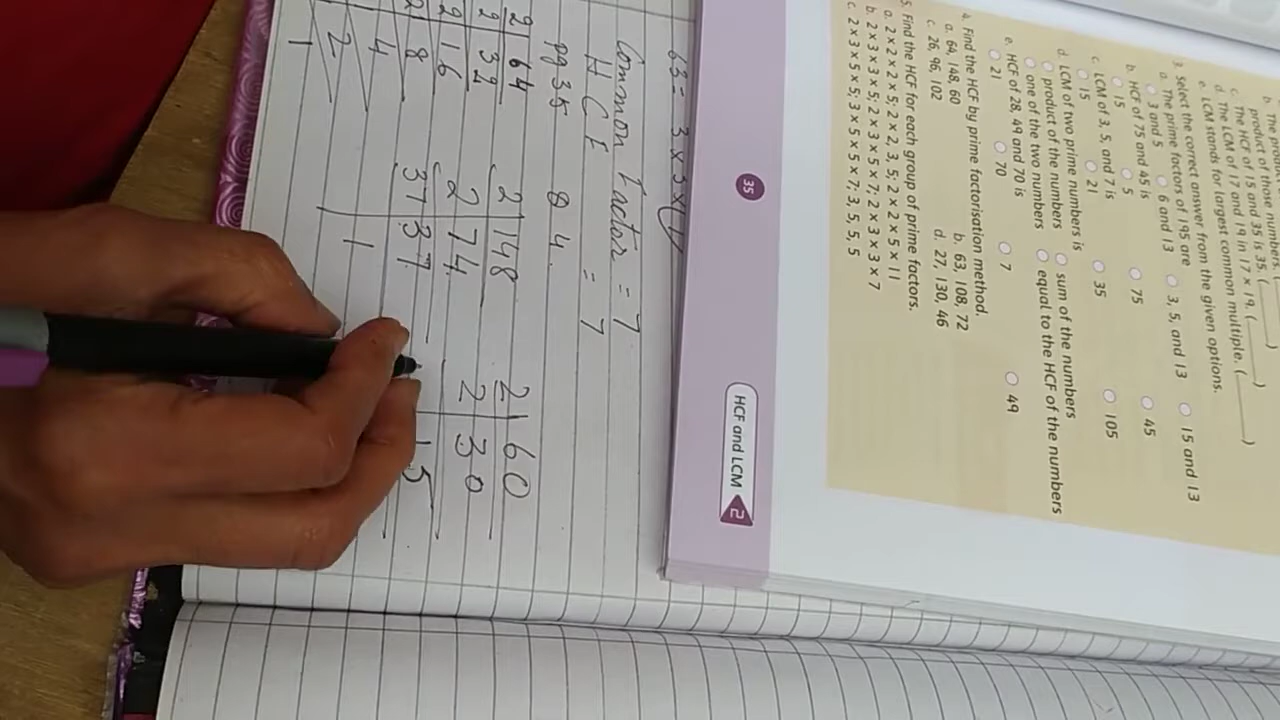 product of those numbers.
c. The HCF of 15 and 35 is 35. (______)
d. The LCM of 17 and 19 in 17 × 19. (______)
e. LCM stands for largest common multiple. (______)
3. Select the correct answer from the given options.
a. The prime factors of 195 are
3 and 5 6 and 13 3, 5, and 13 15 and 13
b. HCF of 75 and 45 is
15 5 75 45
c. LCM of 3, 5, and 7 is
15 21 35 105
d. LCM of two prime numbers is
product of the numbers sum of the numbers
one of the two numbers equal to the HCF of the numbers
e. HCF of 28, 49 and 70 is
21 70 7 49
4. Find the HCF by prime factorisation method.
a. 64, 148, 60 b. 63, 108, 72
c. 26, 96, 102 d. 27, 130, 46
5. Find the HCF for each group of prime factors.
a. 2 × 2 × 2 × 5; 2 × 2, 3, 5; 2 × 2 × 5 × 11
b. 2 × 3 × 3 × 5; 2 × 3 × 5 × 7; 2 × 3 × 3 × 7
c. 2 × 3 × 5 × 5; 3 × 5 × 5 × 7; 3, 5, 5, 5
35 HCF and LCM 2
63 = 3 × 3 × 7
Common Factor = 7
HCF = 7
pg 35 Q 4.
2 64 2 148 2 60
2 32 2 74 2 30
2 16 37 37 15
2 8 1
4
2
1